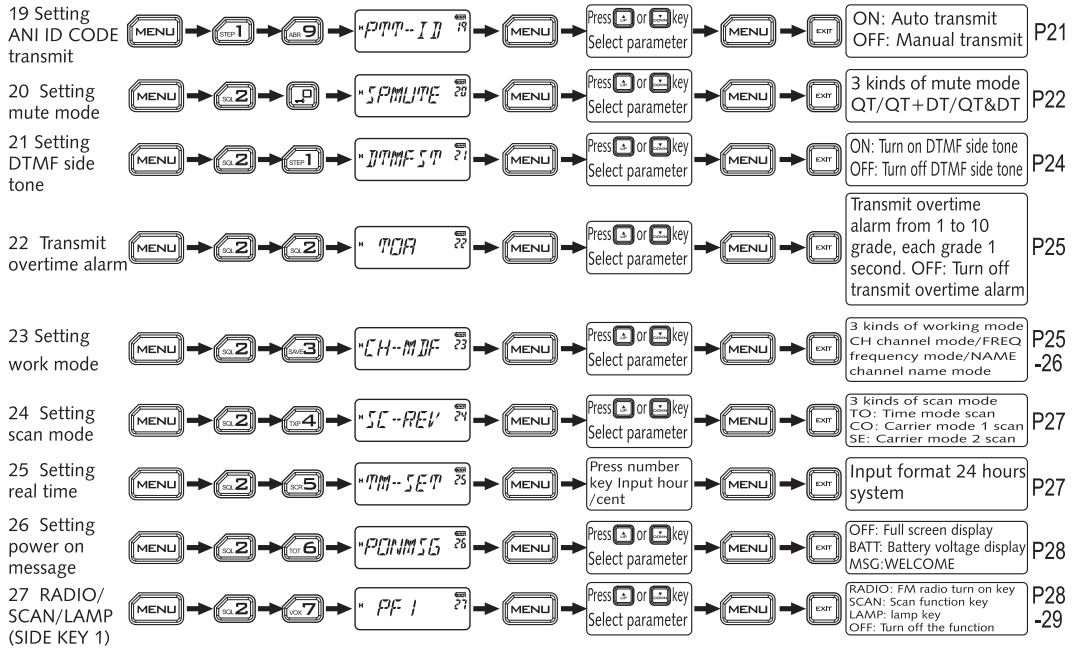 19 Setting
ANI ID CODE
transmit
MENU STEP 1 ABR 9 H PTT-ID 19 MENU
Press or DOWN key
Select parameter
MENU EXIT
ON: Auto transmit
OFF: Manual transmit
P21
20 Setting
mute mode
MENU SQL 2 H SPMUTE 20 MENU
Press or DOWN key
Select parameter
MENU EXIT
3 kinds of mute mode
QT/QT+DT/QT&DT
P22
21 Setting
DTMF side
tone
MENU SQL 2 STEP 1 H DTMFST 21 MENU
Press or DOWN key
Select parameter
MENU EXIT
ON: Turn on DTMF side tone
OFF: Turn off DTMF side tone
P24
22 Transmit
overtime alarm
MENU SQL 2 SQL 2 H TOA 22 MENU
Press or DOWN key
Select parameter
MENU EXIT
Transmit overtime
alarm from 1 to 10
grade, each grade 1
second. OFF: Turn off
transmit overtime alarm
P25
23 Setting
work mode
MENU SQL 2 SAVE 3 H CH-MDF 23 MENU
Press or DOWN key
Select parameter
MENU EXIT
3 kinds of working mode
CH channel mode/FREQ
frequency mode/NAME
channel name mode
P25
-26
24 Setting
scan mode
MENU SQL 2 TXP 4 H SC-REV 24 MENU
Press or DOWN key
Select parameter
MENU EXIT
3 kinds of scan mode
TO: Time mode scan
CO: Carrier mode 1 scan
SE: Carrier mode 2 scan
P27
25 Setting
real time
MENU SQL 2 SCR 5 H TM-SET 25 MENU
Press number
key Input hour
/cent
MENU EXIT
Input format 24 hours
system
P27
26 Setting
power on
message
MENU SQL 2 TOT 6 H PONMSG 26 MENU
Press or DOWN key
Select parameter
MENU EXIT
OFF: Full screen display
BATT: Battery voltage display
MSG:WELCOME
P28
27 RADIO/
SCAN/LAMP
(SIDE KEY 1)
MENU SQL 2 VOX 7 H PF1 27 MENU
Press or DOWN key
Select parameter
MENU EXIT
RADIO: FM radio turn on key
SCAN: Scan function key
LAMP: lamp key
OFF: Turn off the function
P28
-29